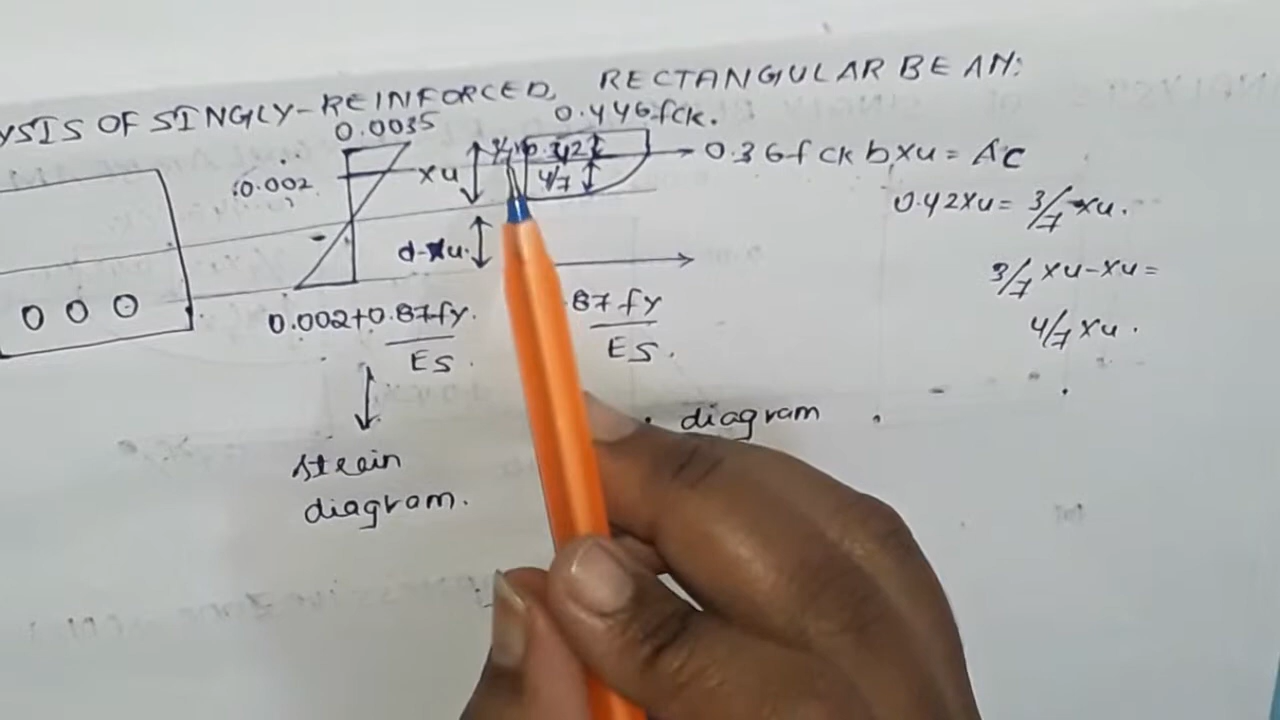 YSIS OF SINGLY-REINFORCED, RECTANGULAR BEAM:
0.0035
0.446fck.
0.002
xu
3/7
0.42
4/7
0.36fckbxu = Ac
0.42xu = 3/7 xu.
d-xu.
3/7 xu-xu =
4/7 xu.
000
0.002+0.87fy.
ES.
87fy
ES.
strain
diagram.
diagram